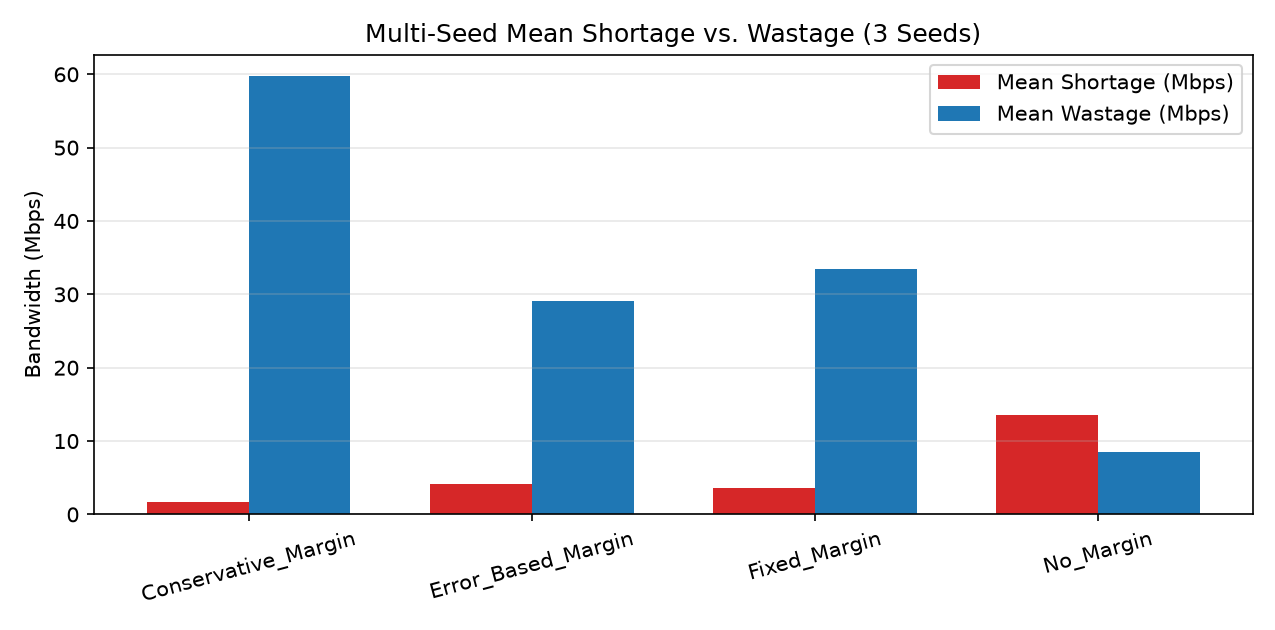 Multi-Seed Mean Shortage vs. Wastage (3 Seeds)
Mean Shortage (Mbps)
Mean Wastage (Mbps)
Bandwidth (Mbps)
60
50
40
30
20
10
0
Conservative_Margin
Error_Based_Margin
Fixed_Margin
No_Margin